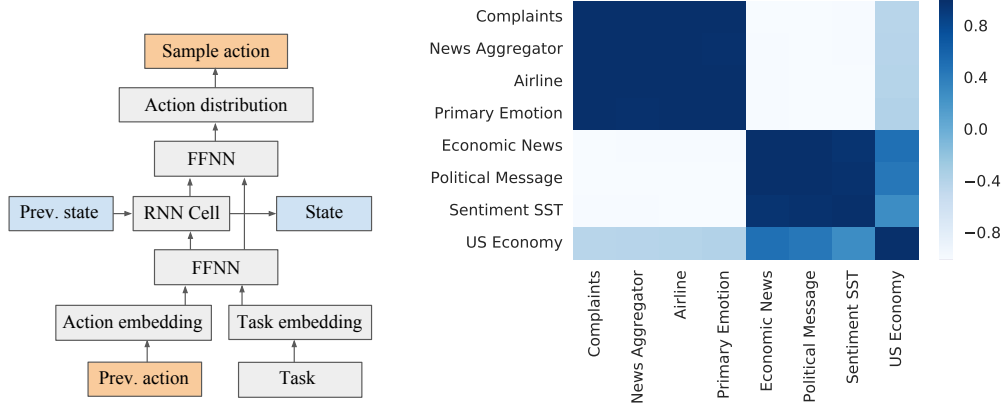 Sample action
Action distribution
FFNN
Prev. state
RNN Cell
State
FFNN
Action embedding
Task embedding
Prev. action
Task
Complaints
News Aggregator
Airline
Primary Emotion
Economic News
Political Message
Sentiment SST
US Economy
Complaints
News Aggregator
Airline
Primary Emotion
Economic News
Political Message
Sentiment SST
US Economy
0.8
0.4
0.0
−0.4
−0.8